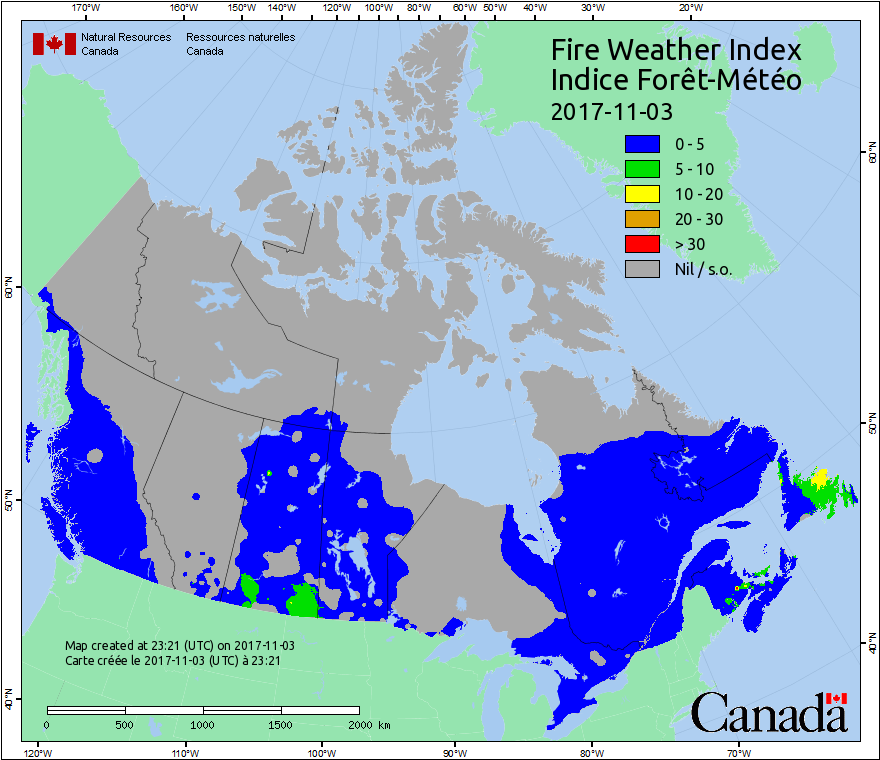 170°W 160°W 150°W 140°W 130°W 120°W 110°W 100°W 90°W 80°W 60°W 50°W 40°W 30°W 20°W
Natural Resources Ressources naturelles
Canada Canada
Fire Weather Index
Indice Forêt-Météo
2017-11-03
0 - 5
5 - 10
10 - 20
20 - 30
> 30
Nil / s.o.
60°N
60°N
50°N
50°N
40°N
40°N
Map created at 23:21 (UTC) on 2017-11-03
Carte créée le 2017-11-03 (UTC) à 23:21
0 500 1000 1500 2000 km
Canada
120°W 110°W 100°W 90°W 80°W 70°W